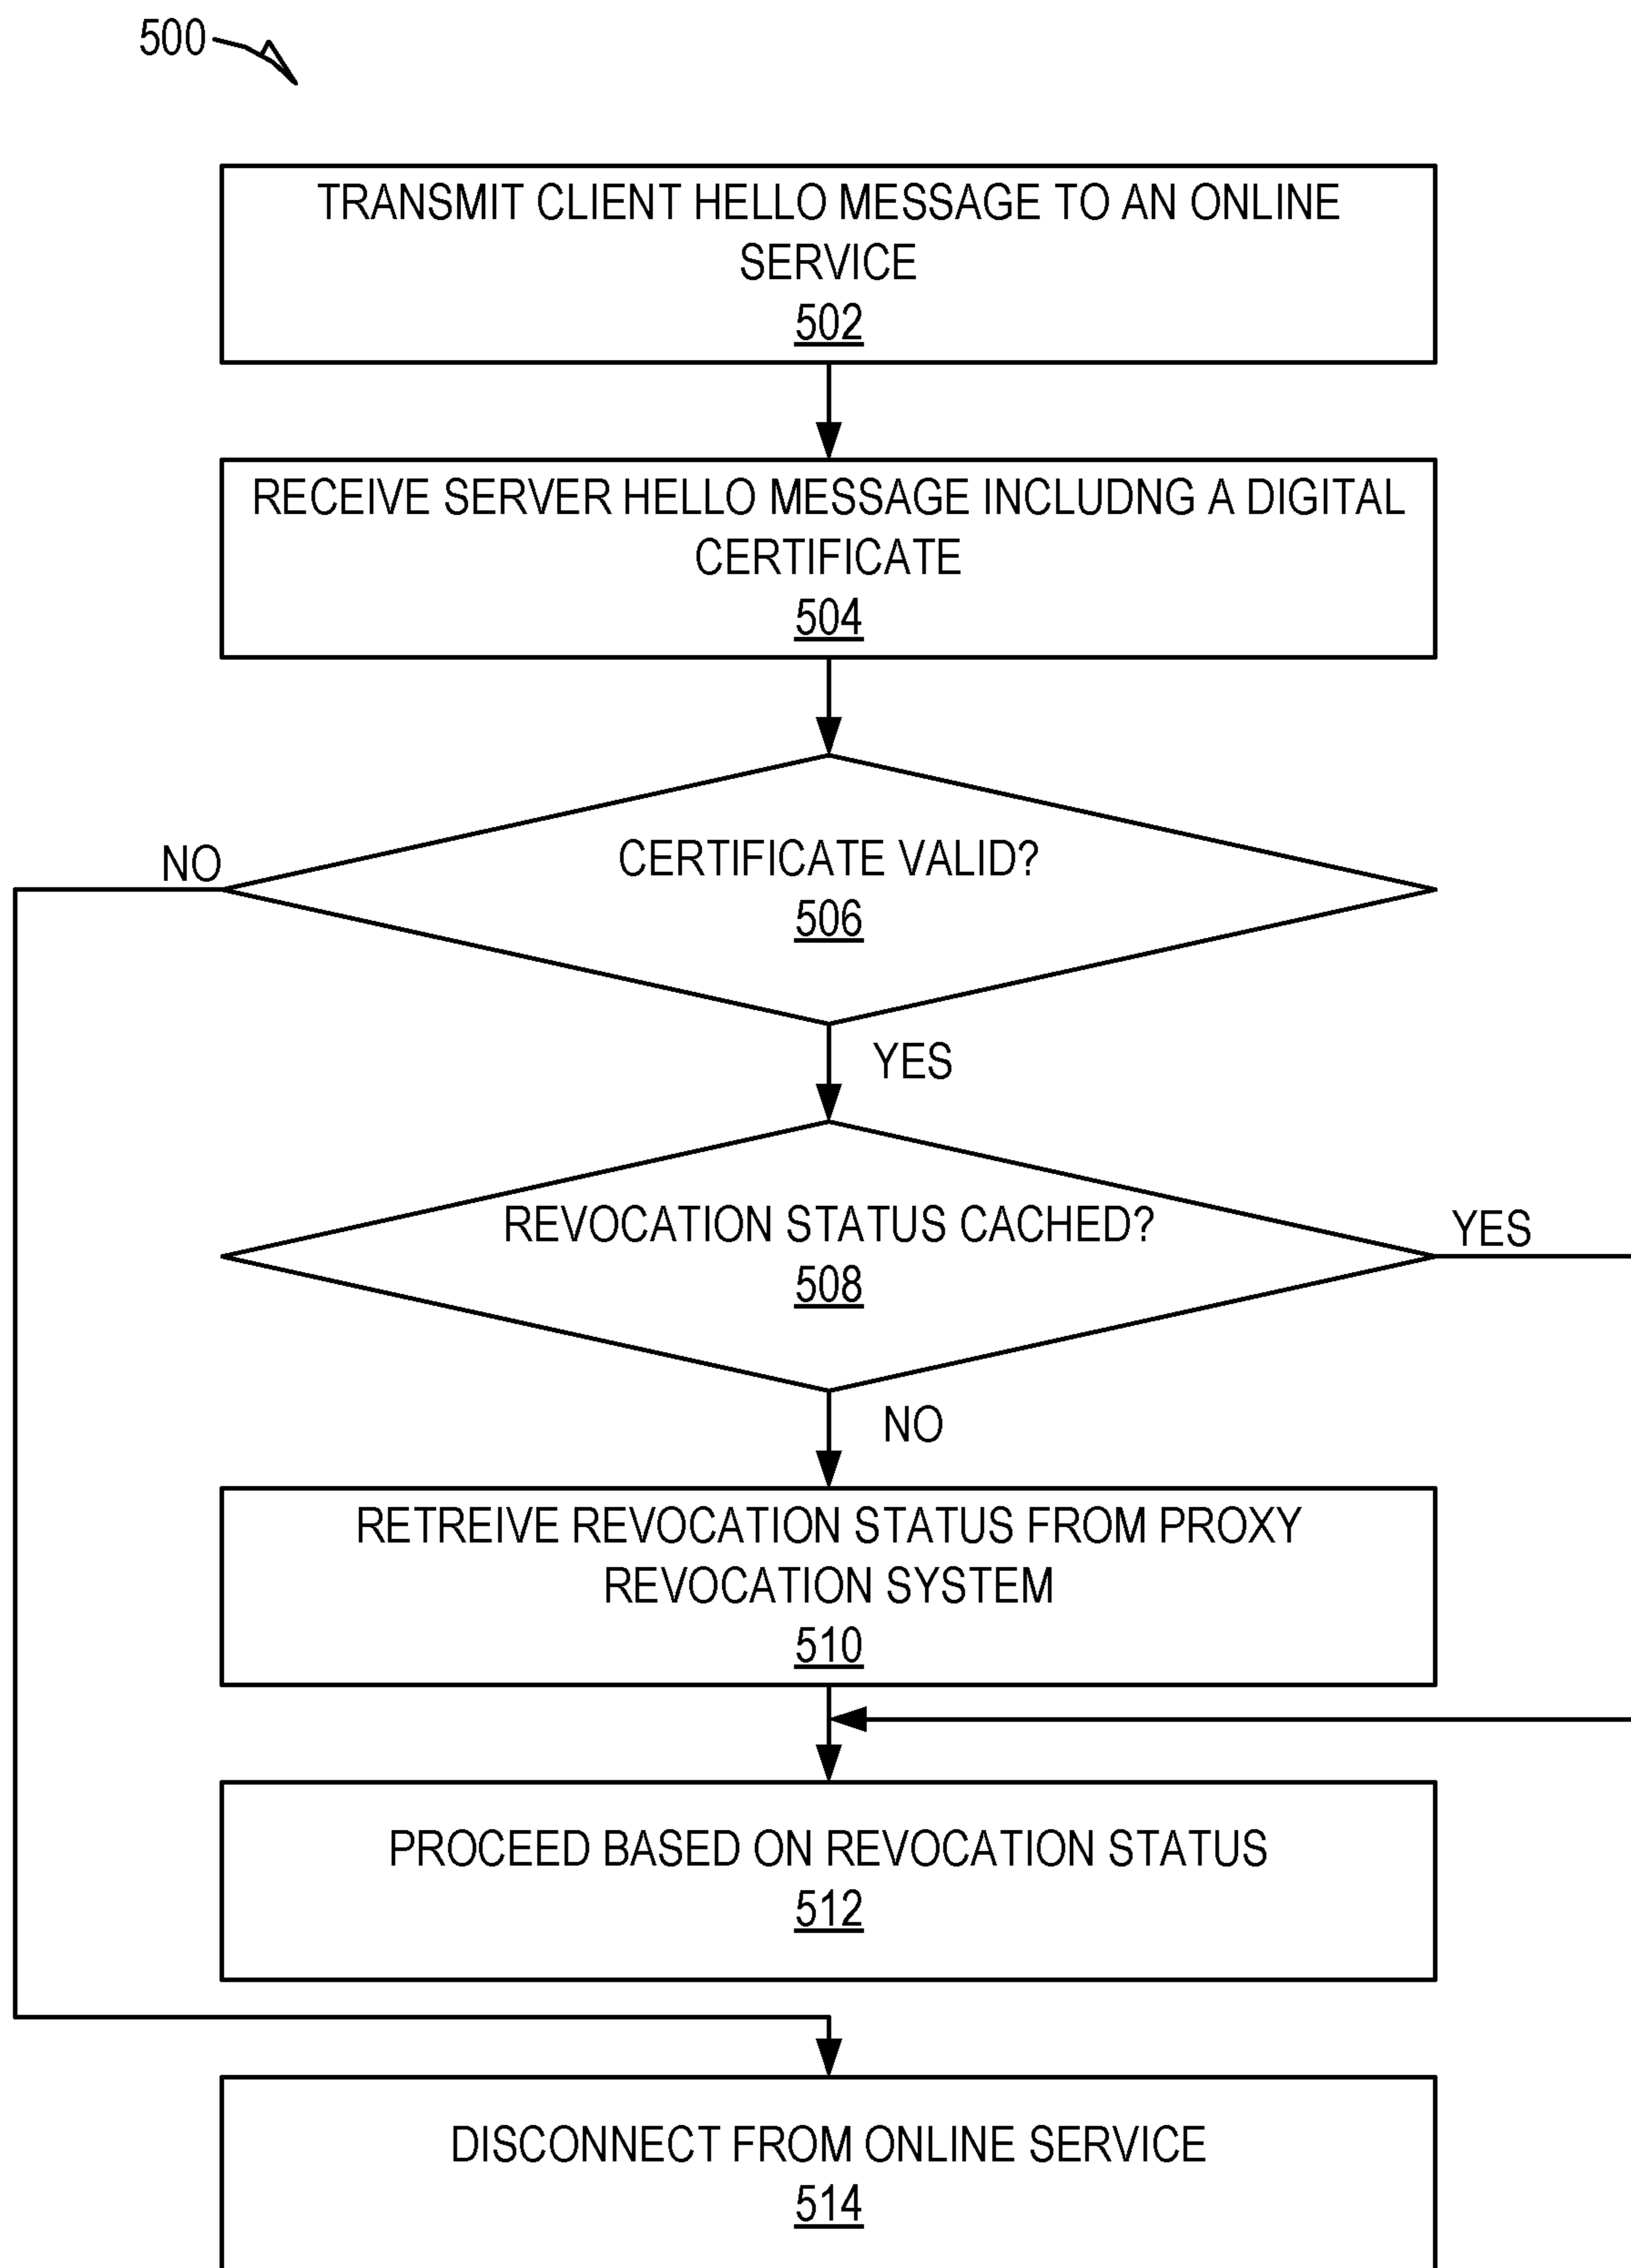 500
TRANSMIT CLIENT HELLO MESSAGE TO AN ONLINE
SERVICE
502
RECEIVE SERVER HELLO MESSAGE INCLUDNG A DIGITAL
CERTIFICATE
504
NO
CERTIFICATE VALID?
506
YES
REVOCATION STATUS CACHED?
508
YES
NO
RETREIVE REVOCATION STATUS FROM PROXY
REVOCATION SYSTEM
510
PROCEED BASED ON REVOCATION STATUS
512
DISCONNECT FROM ONLINE SERVICE
514